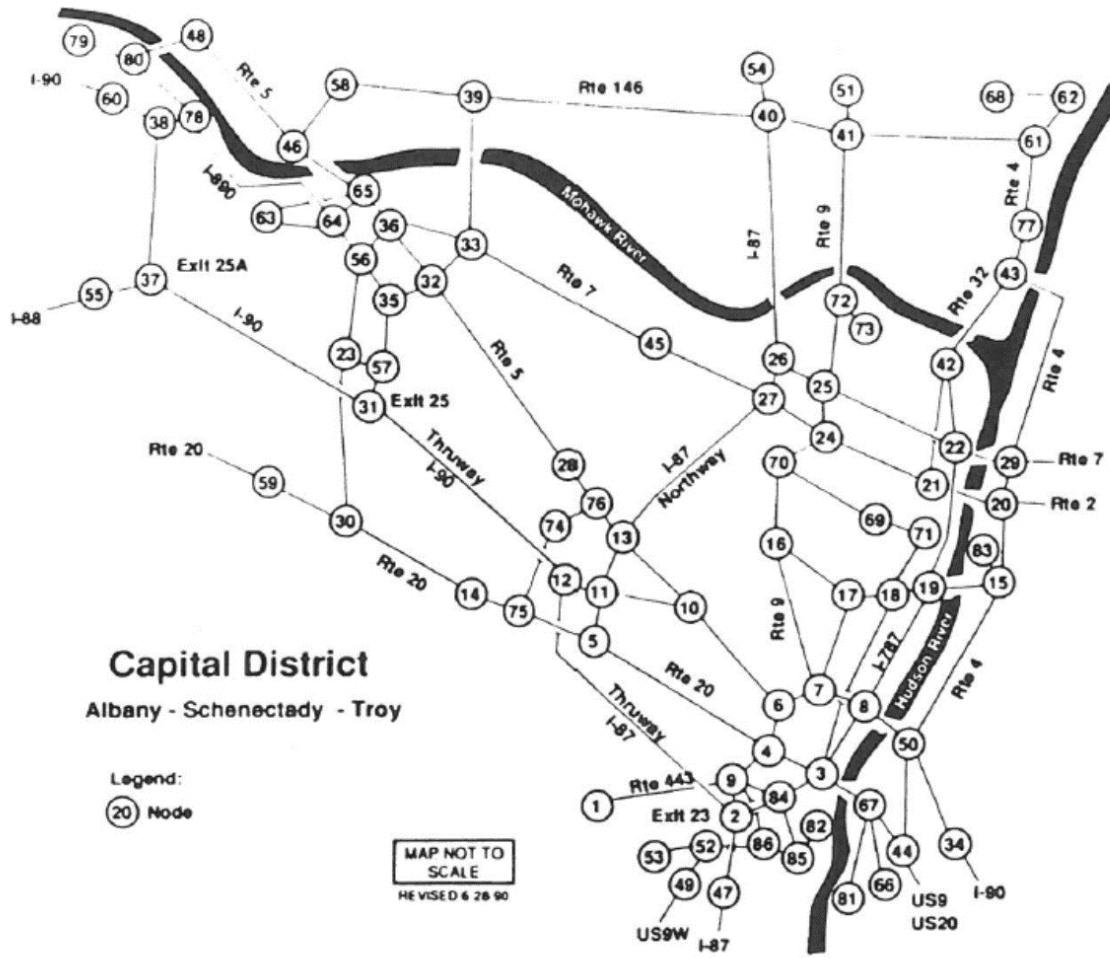 79
80
48
I-90
60
38
78
Rte 5
58
39
Rte 146
54
40
51
41
68
62
61
46
I-890
65
63
64
36
56
33
32
35
Mohawk River
I-87
Rte 9
Rte 4
77
43
Rte 32
37
Exit 25A
55
I-88
I-90
Rte 7
72
73
23
57
45
26
25
42
Rte 4
31
Exit 25
Rte 5
27
24
22
Rte 20
Thruway
I-90
28
I-87
Northway
70
21
29
Rte 7
59
30
76
74
13
69
71
20
Rte 2
16
83
Rte 20
14
75
12
11
10
17
18
19
15
5
Rte 9
I-787
Hudson River
Rte 4
Capital District
Albany - Schenectady - Troy
Rte 20
Thruway
I-87
6
7
8
50
4
3
Legend:
20 Node
1
Rte 443
9
84
67
Exit 23
2
82
MAP NOT TO
SCALE
REVISED 6 28 90
53
52
86
85
44
34
49
47
81
66
US9
US20
I-90
US9W
I-87